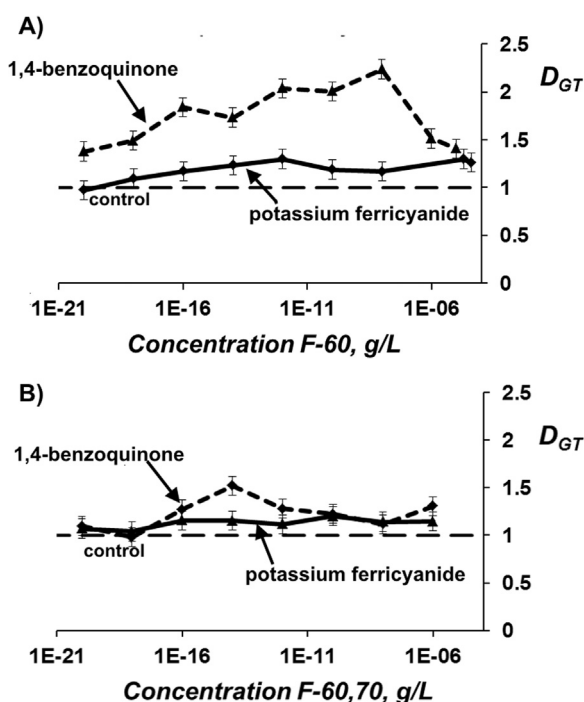 A)
1,4-benzoquinone
control
potassium ferricyanide
2.5
2
1.5
1
0.5
0
D_GT
1E-21 1E-16 1E-11 1E-06
Concentration F-60, g/L
B)
1,4-benzoquinone
control
potassium ferricyanide
2.5
2
1.5
1
0.5
0
D_GT
1E-21 1E-16 1E-11 1E-06
Concentration F-60,70, g/L